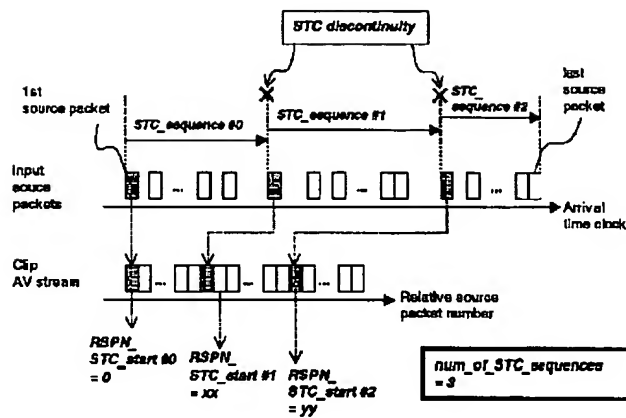 STC discontinuity
1st
source packet
last
source
packet
STC_sequence #0
STC_sequence #1
STC_
sequence #2
Input
souce
packets
...
...
...
Arrival
time clock
Clip
AV stream
...
...
...
Relative source
packet number
RSPN_
STC_start #0
= 0
RSPN_
STC_start #1
= xx
RSPN_
STC_start #2
= yy
num_of_STC_sequences
= 3